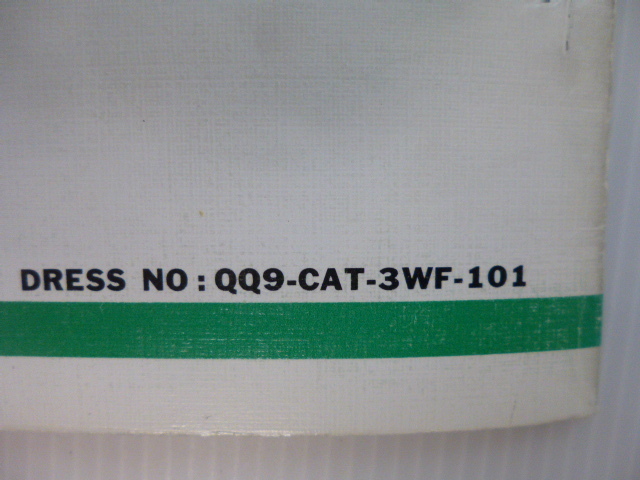 DRESS NO : QQ9-CAT-3WF-101